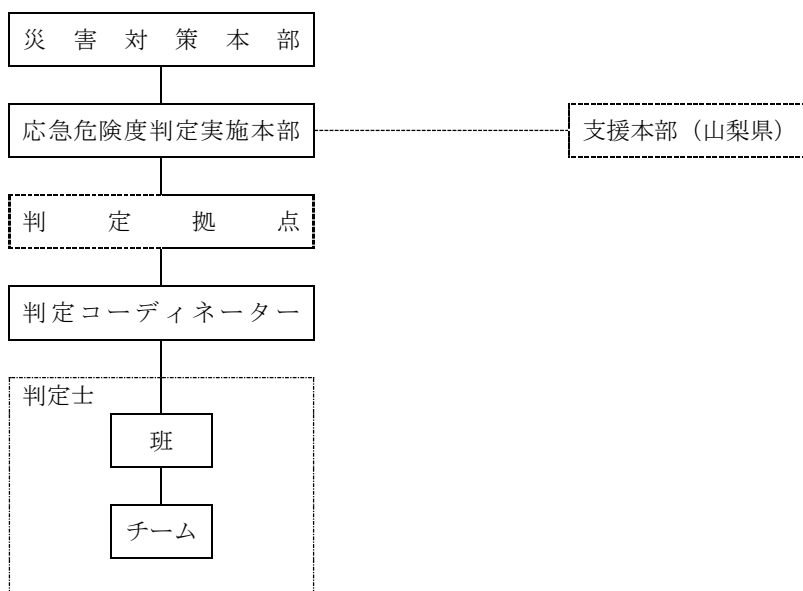 災害対策本部
応急危険度判定実施本部
支援本部（山梨県）
判定拠点
判定コーディネーター
判定士
班
チーム